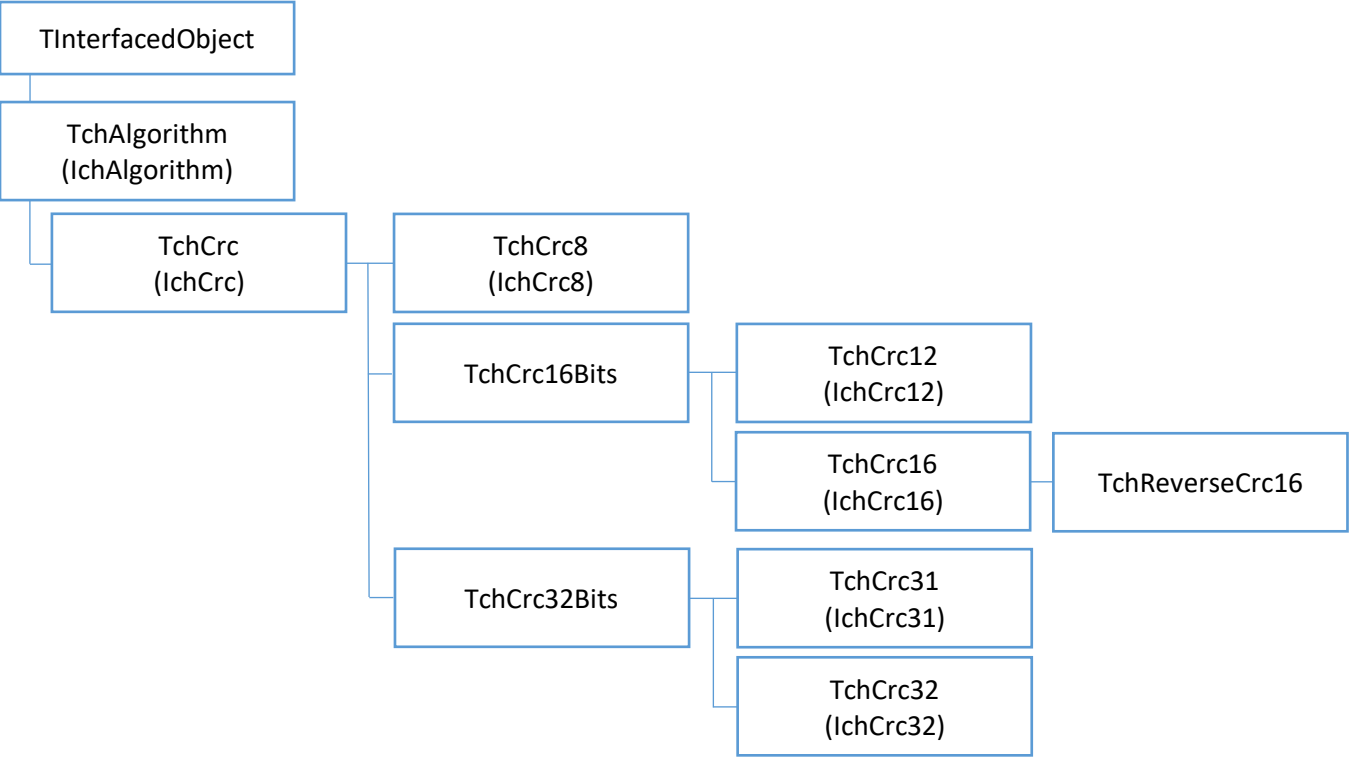 TInterfacedObject
TchAlgorithm
(IchAlgorithm)
TchCrc
(IchCrc)
TchCrc8
(IchCrc8)
TchCrc16Bits
TchCrc12
(IchCrc12)
TchCrc16
(IchCrc16)
TchReverseCrc16
TchCrc32Bits
TchCrc31
(IchCrc31)
TchCrc32
(IchCrc32)